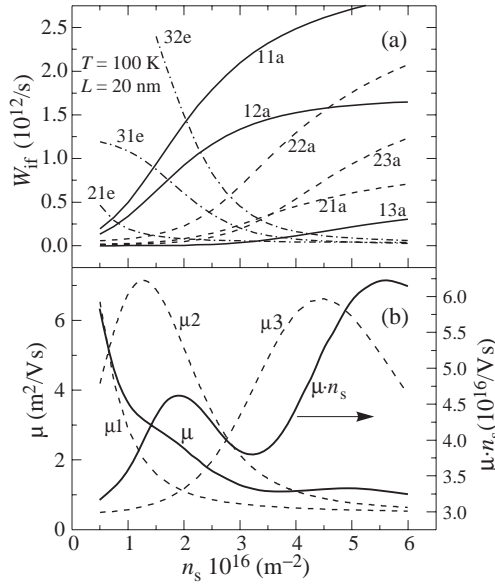 2.5
2.0
1.5
1.0
0.5
0.0
W_if (10^12/s)
T = 100 K
L = 20 nm
(a)
32e
11a
12a
31e
22a
23a
21e
21a
13a
6
4
2
0
μ (m²/Vs)
(b)
μ2
μ3
μ1
μ
μ·n_s
6.0
5.5
5.0
4.5
4.0
3.5
3.0
μ·n_s(10^16/Vs)
0 1 2 3 4 5 6
n_s 10^16 (m^−2)